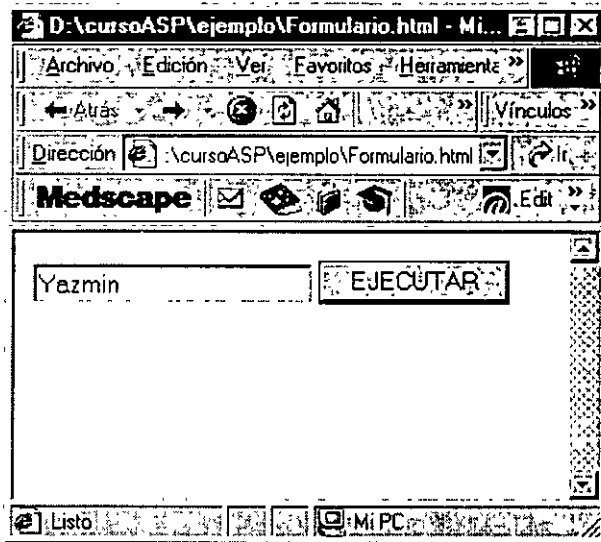 D:\cursoASP\ejemplo\Formulario.html - Mi...
Archivo Edición Ver Favoritos Herramienta »
Atrás » Vínculos »
Dirección :\cursoASP\ejemplo\Formulario.html Ir
Medscape Edit »
Yazmin EJECUTAR
Listo Mi PC